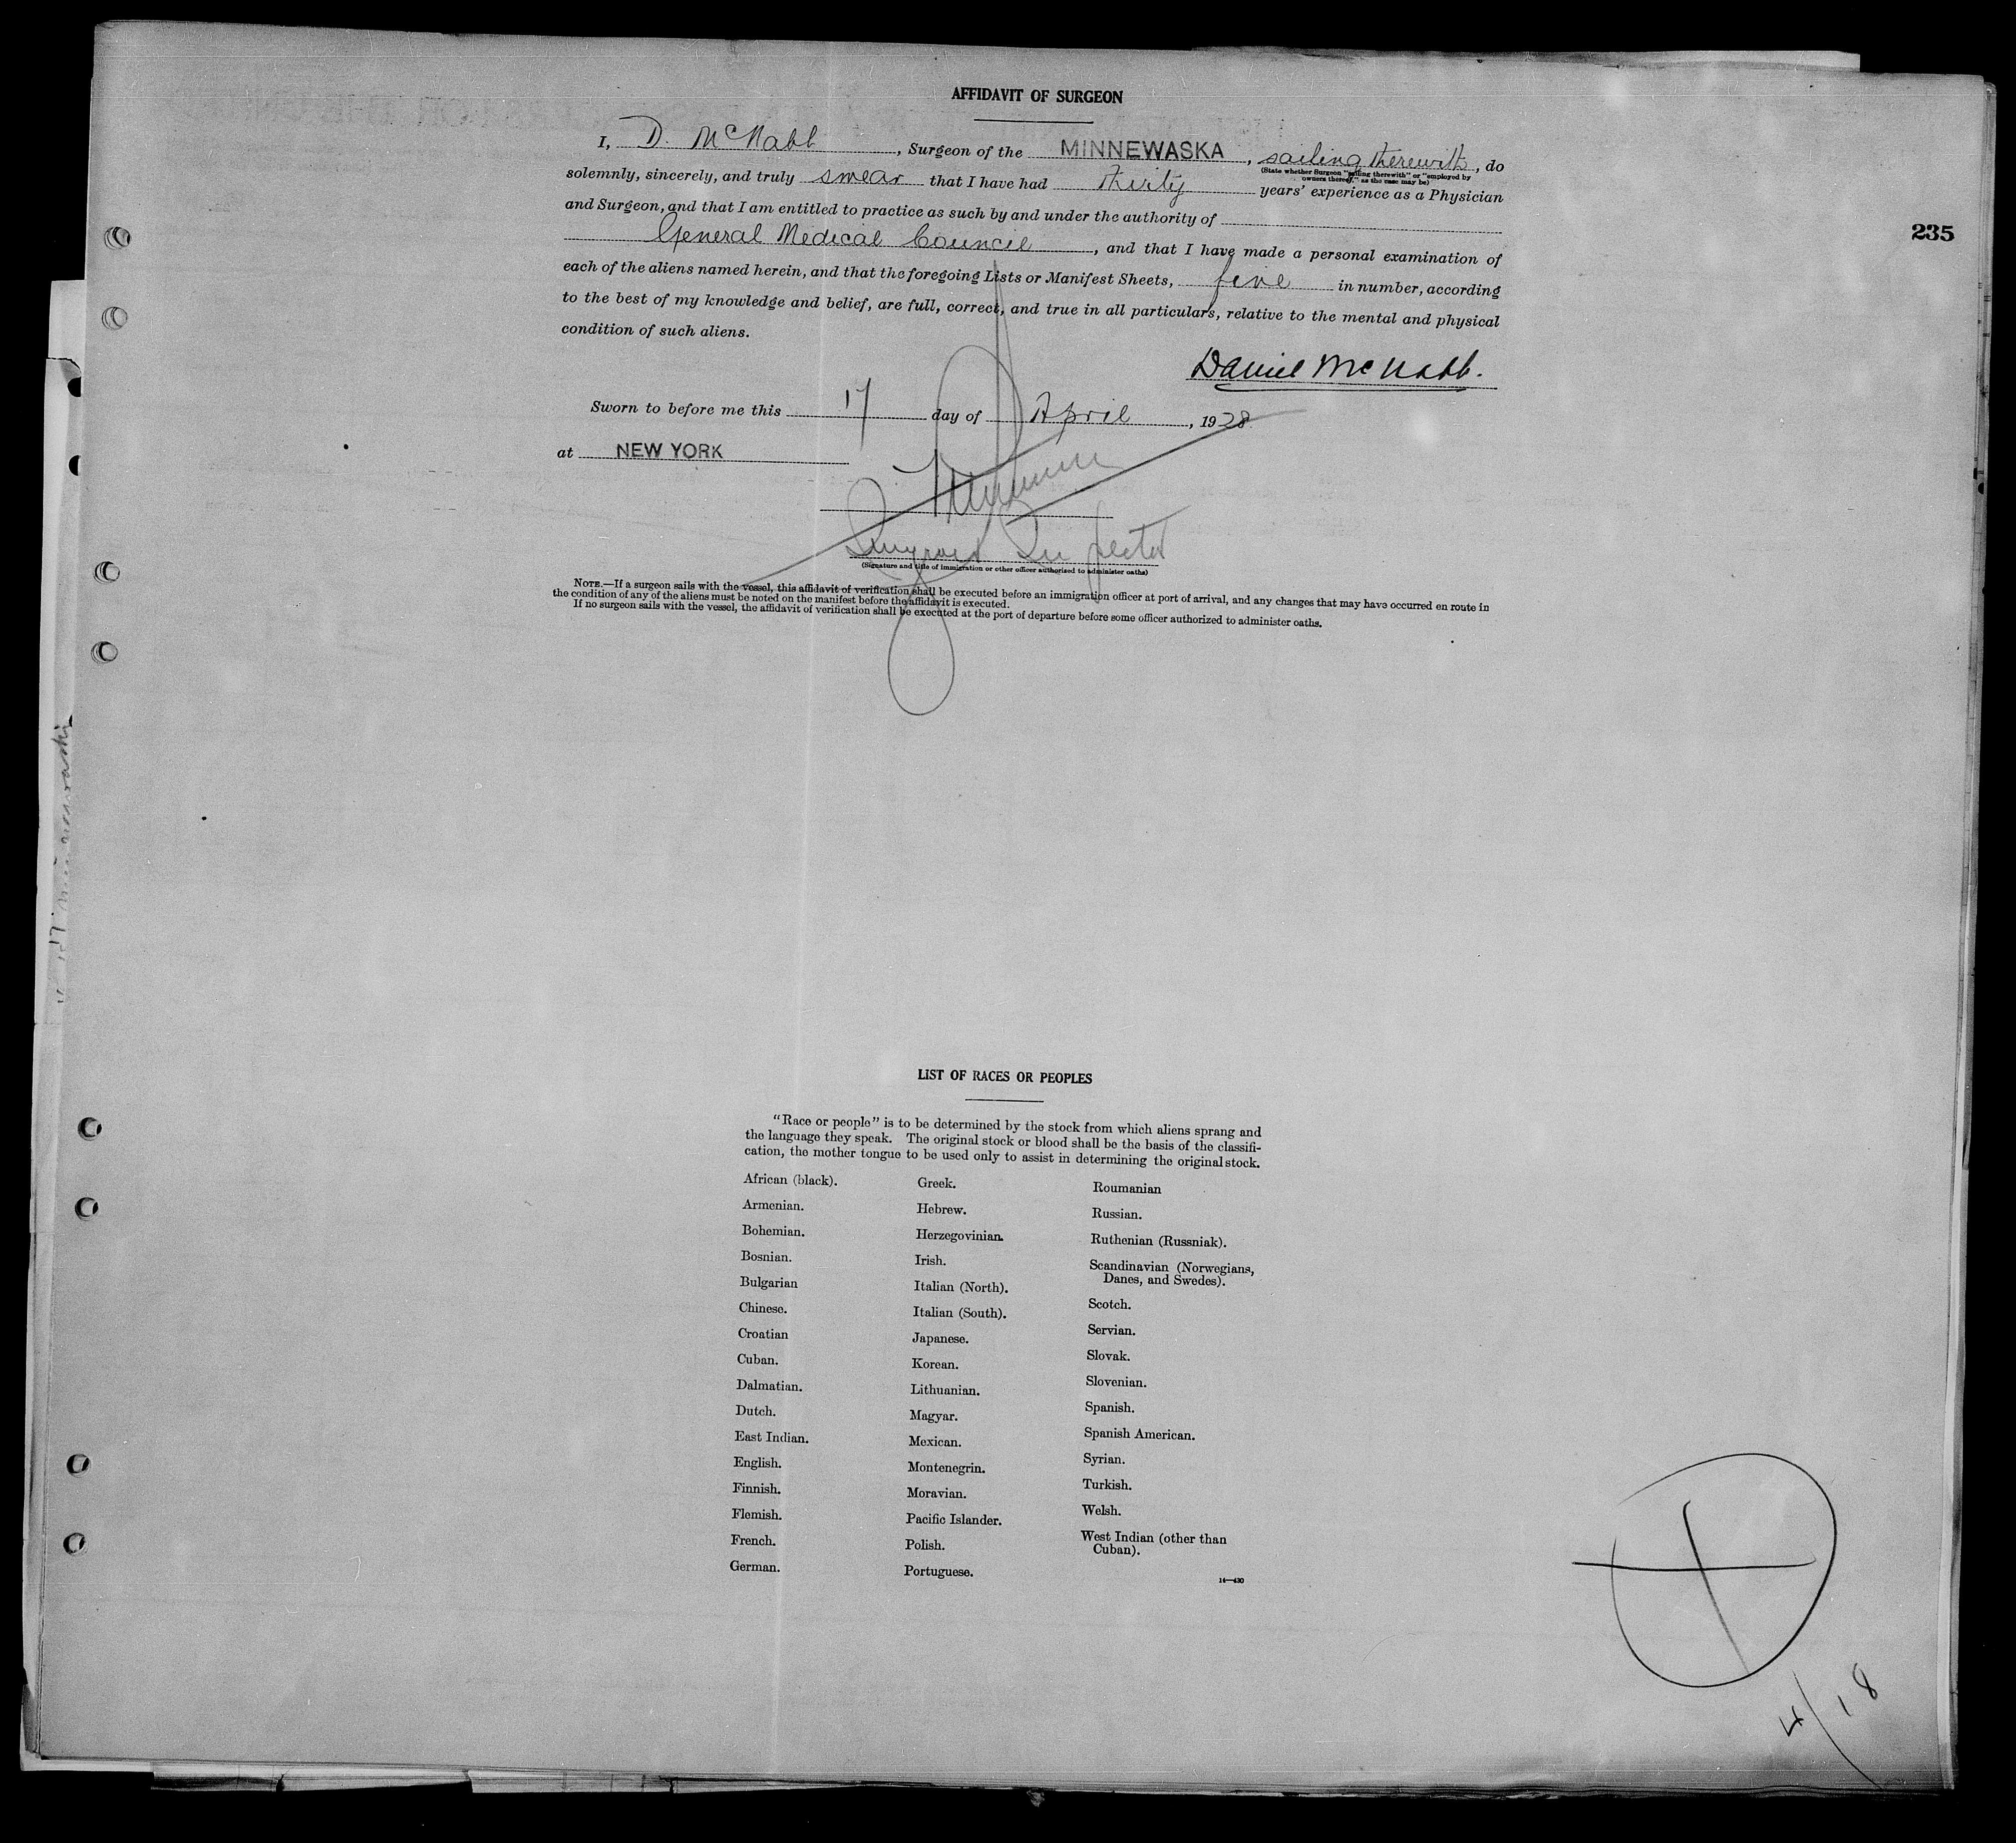 AFFIDAVIT OF SURGEON
I, D. McNabb, Surgeon of the MINNEWASKA, sailing therewith, do
(State whether Surgeon "sailing therewith" or "employed by
owners thereof," as the case may be)
solemnly, sincerely, and truly swear that I have had thirty years' experience as a Physician
and Surgeon, and that I am entitled to practice as such by and under the authority of
General Medical Council, and that I have made a personal examination of
235
each of the aliens named herein, and that the foregoing Lists or Manifest Sheets, five in number, according
to the best of my knowledge and belief, are full, correct, and true in all particulars, relative to the mental and physical
condition of such aliens.
Daniel McNabb.
Sworn to before me this 17 day of April, 1928
at NEW YORK
Inspector
(Signature and title of immigration or other officer authorized to administer oaths)
NOTE.—If a surgeon sails with the vessel, this affidavit of verification shall be executed before an immigration officer at port of arrival, and any changes that may have occurred en route in
the condition of any of the aliens must be noted on the manifest before the affidavit is executed.
If no surgeon sails with the vessel, the affidavit of verification shall be executed at the port of departure before some officer authorized to administer oaths.
LIST OF RACES OR PEOPLES
"Race or people" is to be determined by the stock from which aliens sprang and
the language they speak. The original stock or blood shall be the basis of the classifi-
cation, the mother tongue to be used only to assist in determining the original stock.
African (black).
Armenian.
Bohemian.
Bosnian.
Bulgarian
Chinese.
Croatian
Cuban.
Dalmatian.
Dutch.
East Indian.
English.
Finnish.
Flemish.
French.
German.
Greek.
Hebrew.
Herzegovinian.
Irish.
Italian (North).
Italian (South).
Japanese.
Korean.
Lithuanian.
Magyar.
Mexican.
Montenegrin.
Moravian.
Pacific Islander.
Polish.
Portuguese.
Roumanian
Russian.
Ruthenian (Russniak).
Scandinavian (Norwegians,
Danes, and Swedes).
Scotch.
Servian.
Slovak.
Slovenian.
Spanish.
Spanish American.
Syrian.
Turkish.
Welsh.
West Indian (other than
Cuban).
14—430
4/18